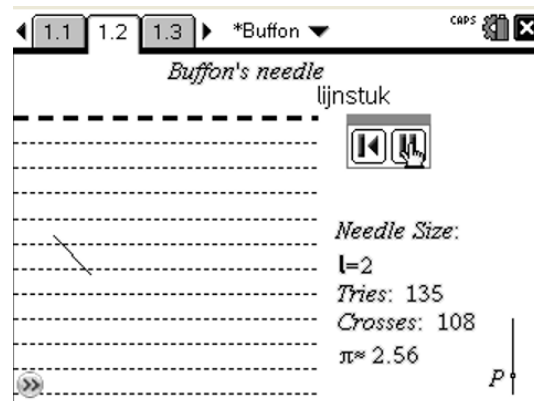 1.1 1.2 1.3 *Buffon CAPS
Buffon's needle
lijnstuk
Needle Size:
l=2
Tries: 135
Crosses: 108
π≈ 2.56
P